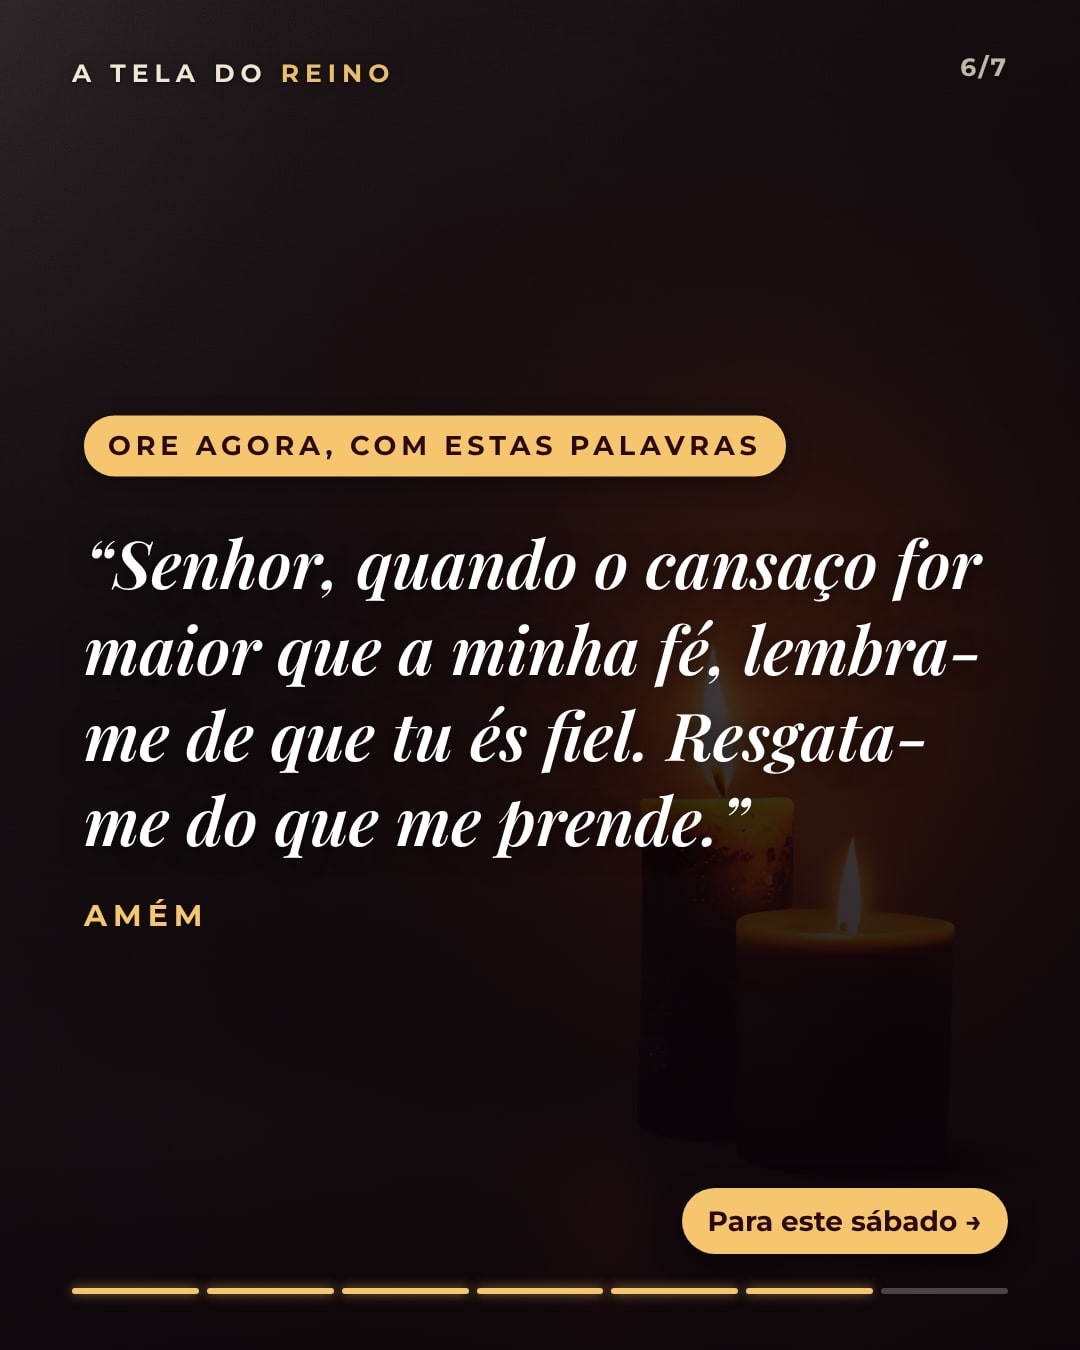 A TELA DO REINO
6/7
ORE AGORA, COM ESTAS PALAVRAS
“Senhor, quando o cansaço for
maior que a minha fé, lembra-
me de que tu és fiel. Resgata-
me do que me prende.”
AMÉM
Para este sábado →